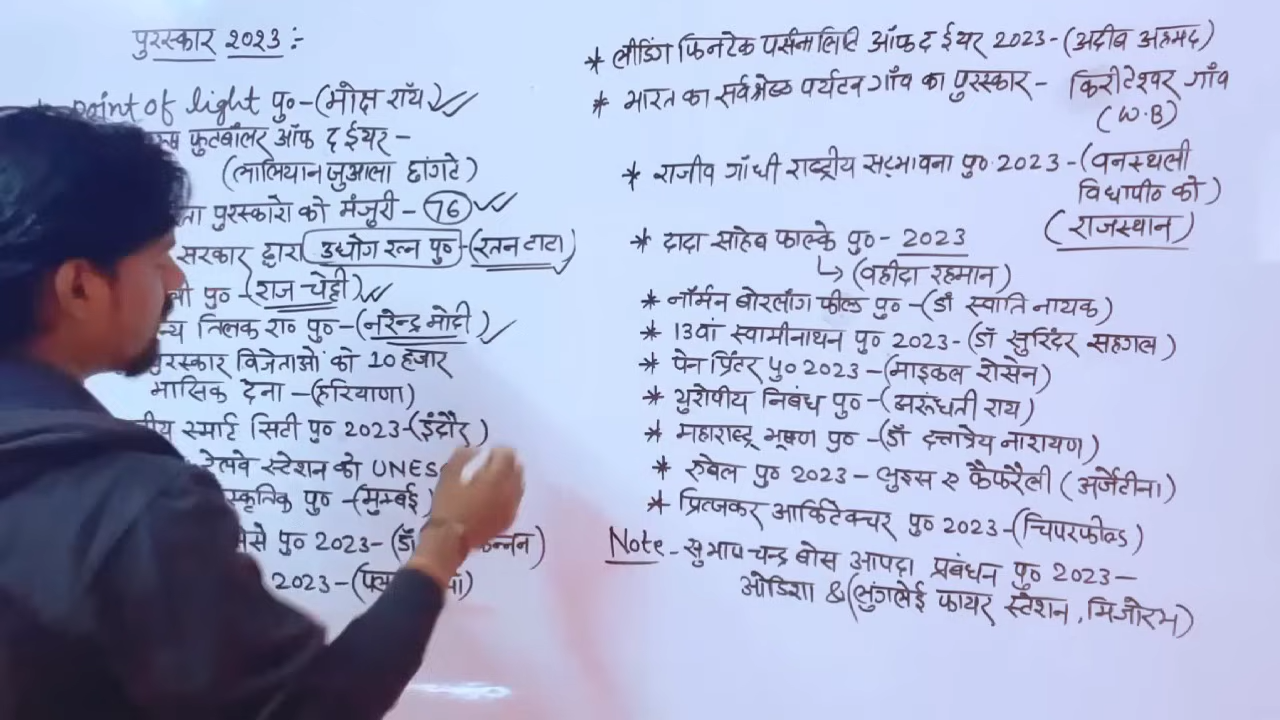 पुरस्कार 2023 :-
Point of light पु० - (मोक्ष रॉय)
फुटबॉलर ऑफ द ईयर -
(लालियान जुआला छांगटे)
पुरस्कारो को मंजुरी - 76
सरकार द्वारा उद्योग रत्न पु० - (रतन टाटा)
पु० - (राज चेट्टी)
तिलक रा० पु० - (नरेन्द्र मोदी)
पुरस्कार विजेताओं को 10 हजार
मासिक देना - (हरियाणा)
स्मार्ट सिटी पु० 2023 - (इंदौर)
रेलवे स्टेशन को UNES
पु० - (मुम्बई)
पु० 2023 - (डॉ
2023 - (
* लीडिंग फिनटेक पर्सनालिटि ऑफ द ईयर 2023 - (अदीब अहमद)
* भारत का सर्वश्रेष्ठ पर्यटन गाँव का पुरस्कार - किरीटेश्वर गाँव
(W.B)
* राजीव गाँधी राष्ट्रीय सद्भावना पु० 2023 - (वनस्थली
विधापीठ को)
(राजस्थान)
* दादा साहेब फाल्के पु० - 2023
↳ (वहीदा रहमान)
* नॉर्मन बोरलॉग फील्ड पु० - (डॉ स्वाति नायक)
* 13वां स्वामीनाथन पु० 2023 - (डॉ सुरिंदर सहगल)
* पेन प्रिंटर पु० 2023 - (माइकल रोसेन)
* युरोपीय निबंध पु० - (अरूंधती राय)
* महाराष्ट्र भूषण पु० - (डॉ दत्तात्रेय नारायण)
* रुबेल पु० 2023 - लुइस ए कैफरैली (अर्जेटीना)
* प्रित्जकर आर्किटेक्चर पु० 2023 - (चिपरफील्ड)
Note - सुभाष चन्द्र बोस आपदा प्रबंधन पु० 2023 -
ओडिशा & (लुंगलेई फायर स्टेशन, मिजोरम)